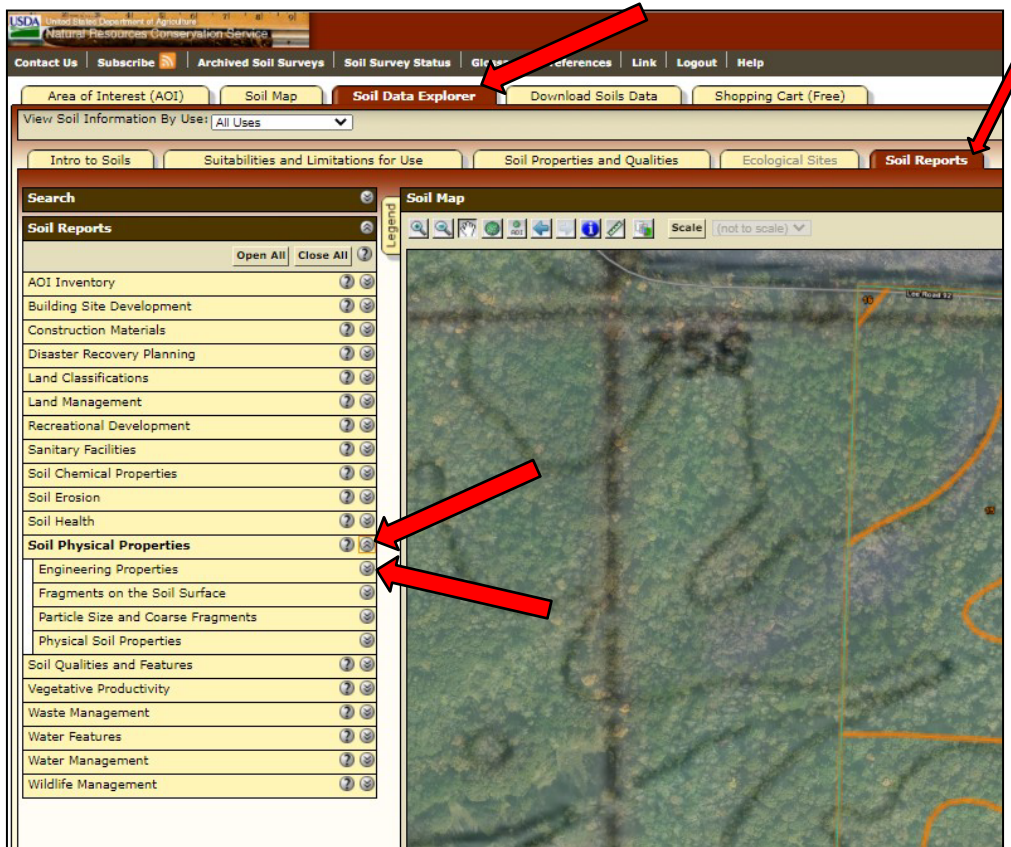 USDA United States Department of Agriculture
Natural Resources Conservation Service
Contact Us Subscribe Archived Soil Surveys Soil Survey Status Preferences Link Logout Help
Area of Interest (AOI) Soil Map Soil Data Explorer Download Soils Data Shopping Cart (Free)
View Soil Information By Use: All Uses
Intro to Soils Suitabilities and Limitations for Use Soil Properties and Qualities Ecological Sites Soil Reports
Search
Soil Reports
Open All Close All
AOI Inventory
Building Site Development
Construction Materials
Disaster Recovery Planning
Land Classifications
Land Management
Recreational Development
Sanitary Facilities
Soil Chemical Properties
Soil Erosion
Soil Health
Soil Physical Properties
Engineering Properties
Fragments on the Soil Surface
Particle Size and Coarse Fragments
Physical Soil Properties
Soil Qualities and Features
Vegetative Productivity
Waste Management
Water Features
Water Management
Wildlife Management
Legend
Soil Map
AOI
Scale (not to scale)
Lee Road 92